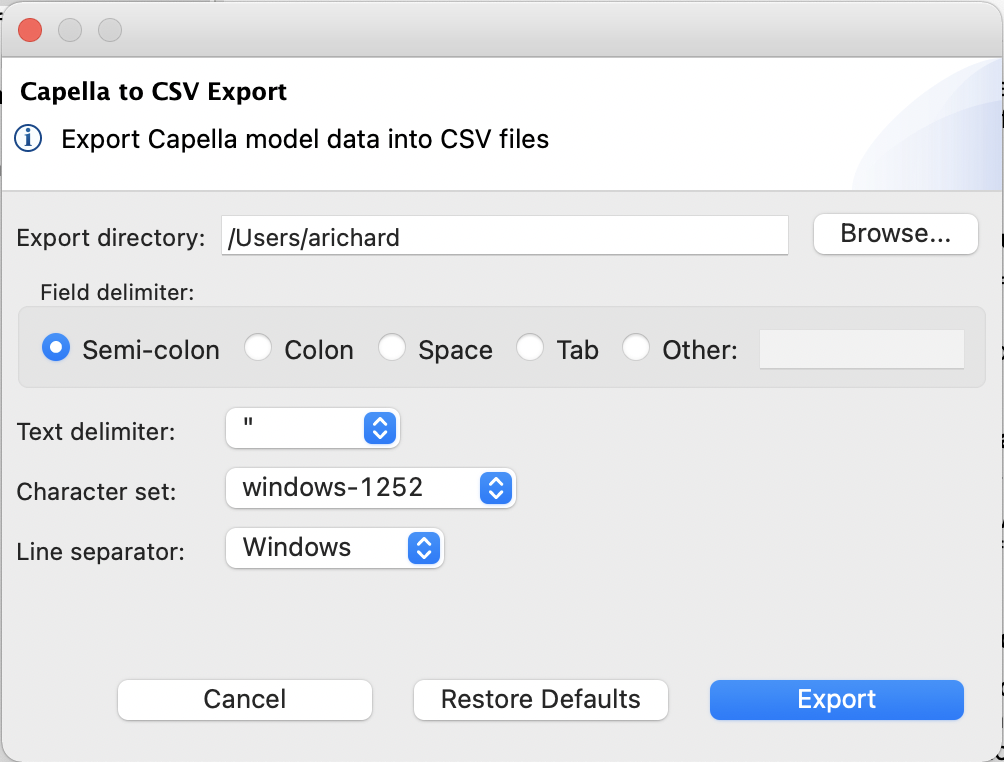 Capella to CSV Export
Export Capella model data into CSV files
Export directory: /Users/arichard Browse...
Field delimiter:
Semi-colon Colon Space Tab Other:
Text delimiter: "
Character set: windows-1252
Line separator: Windows
Cancel Restore Defaults Export